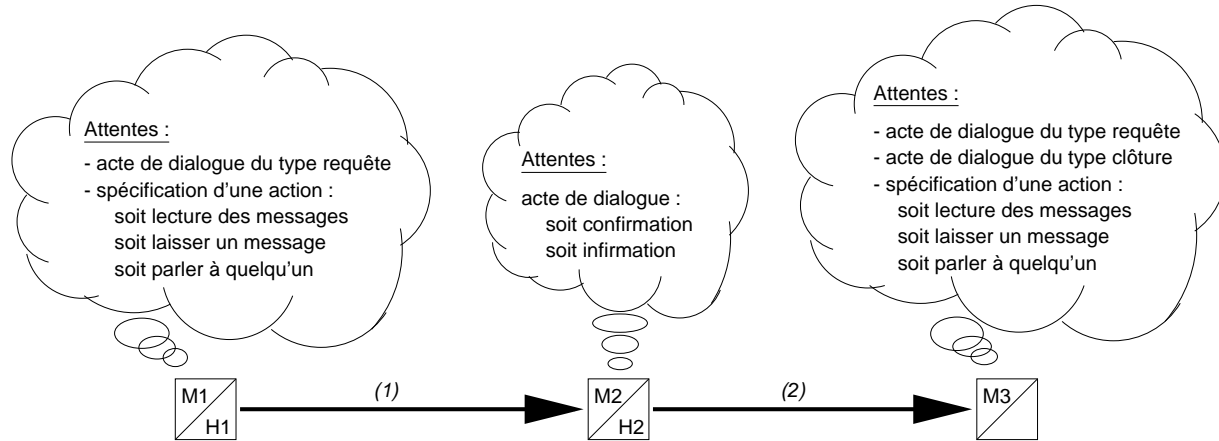 Attentes :
- acte de dialogue du type requête
- spécification d'une action :
soit lecture des messages
soit laisser un message
soit parler à quelqu'un
Attentes :
acte de dialogue :
soit confirmation
soit infirmation
Attentes :
- acte de dialogue du type requête
- acte de dialogue du type clôture
- spécification d'une action :
soit lecture des messages
soit laisser un message
soit parler à quelqu'un
M1
H1
(1)
M2
H2
(2)
M3